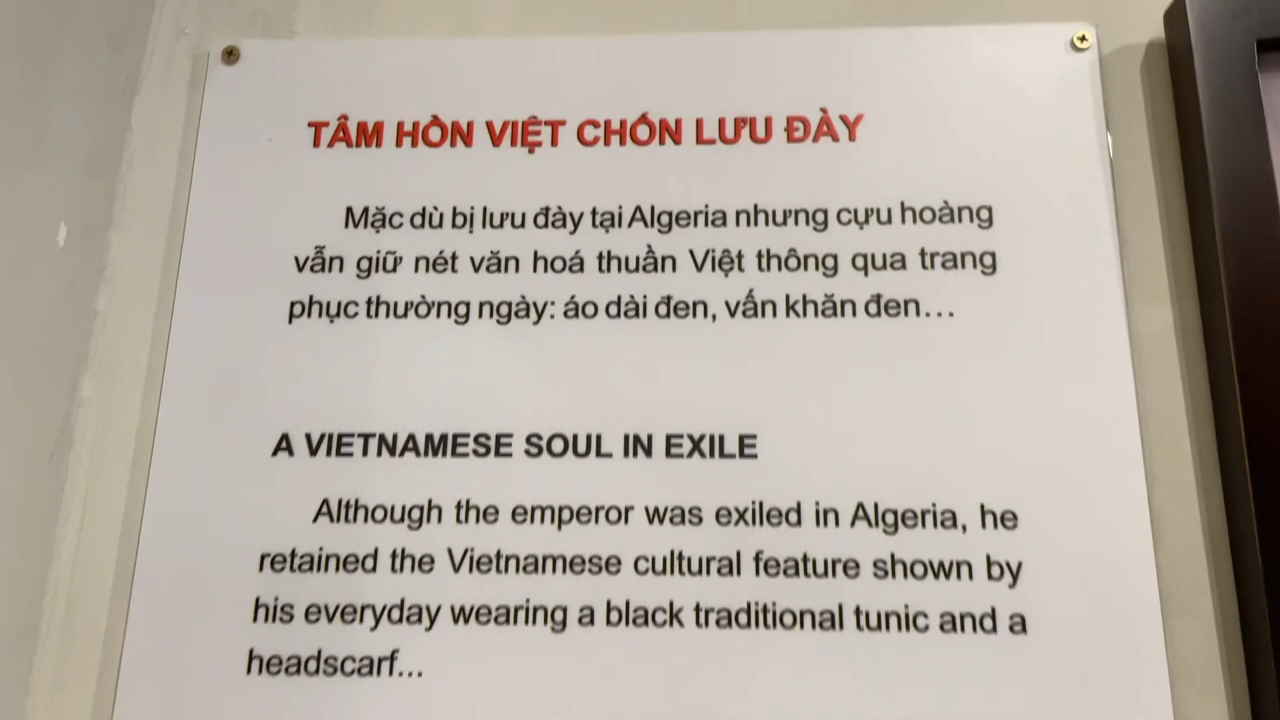 TÂM HỒN VIỆT CHỐN LƯU ĐÀY
Mặc dù bị lưu đày tại Algeria nhưng cựu hoàng
vẫn giữ nét văn hoá thuần Việt thông qua trang
phục thường ngày: áo dài đen, vấn khăn đen...
A VIETNAMESE SOUL IN EXILE
Although the emperor was exiled in Algeria, he
retained the Vietnamese cultural feature shown by
his everyday wearing a black traditional tunic and a
headscarf...